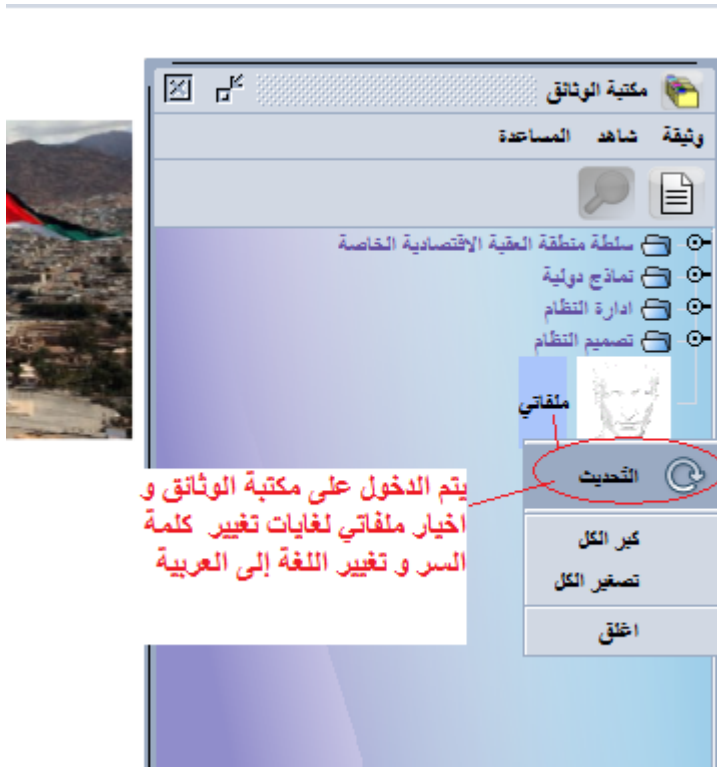 مكتبة الوثائق
وثيقة شاهد المساعدة
سلطة منطقة العقبة الاقتصادية الخاصة
نماذج دولية
ادارة النظام
تصميم النظام
ملفاتي
التحديث
كبر الكل
تصغير الكل
اغلق
يتم الدخول على مكتبة الوثائق و
اخيار ملفاتي لغايات تغيير كلمة
السر و تغيير اللغة إلى العربية